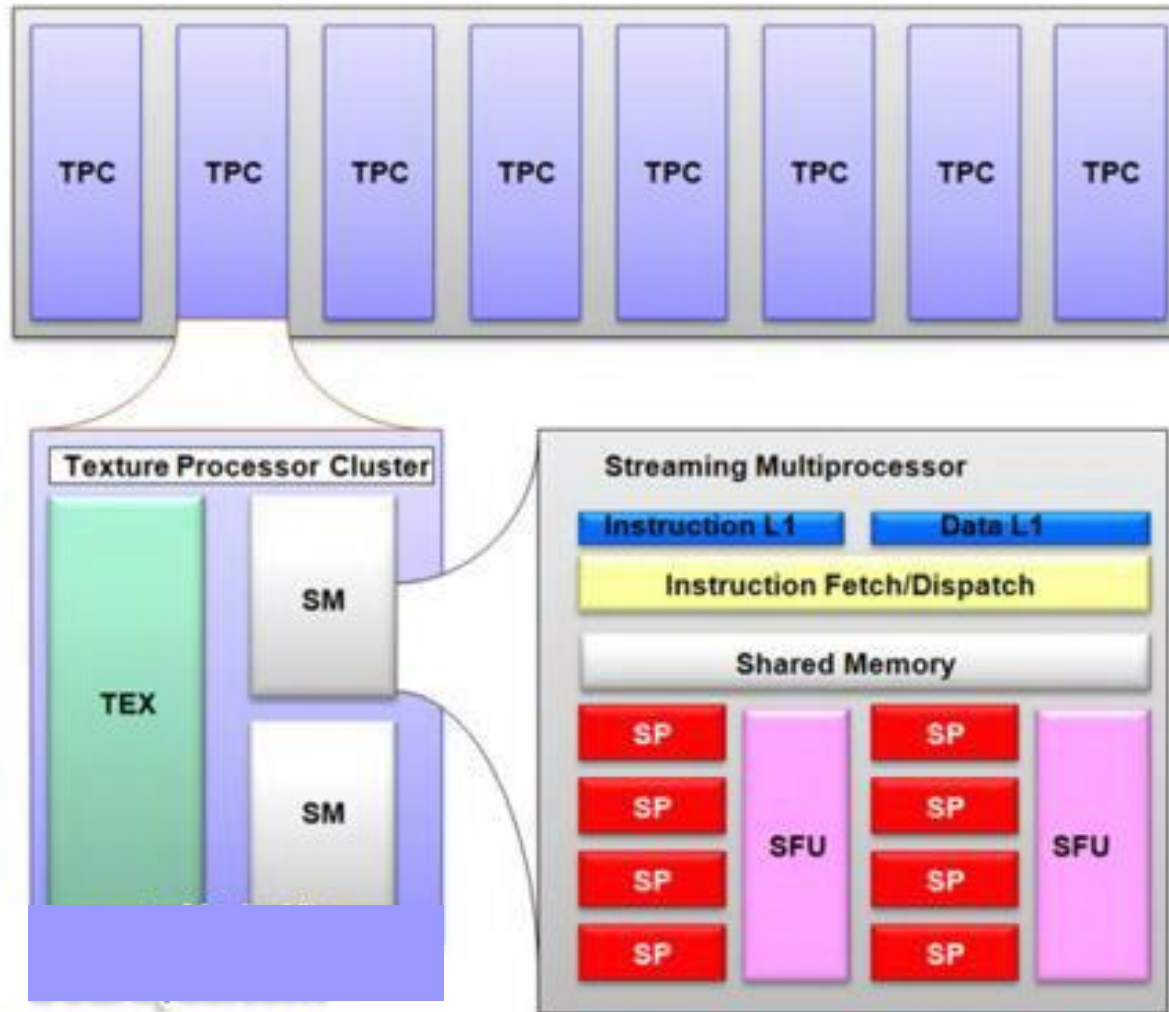 TPC TPC TPC TPC TPC TPC TPC TPC
Texture Processor Cluster
TEX
SM
SM
Streaming Multiprocessor
Instruction L1 Data L1
Instruction Fetch/Dispatch
Shared Memory
SP SP
SP SP
SFU SFU
SP SP
SP SP